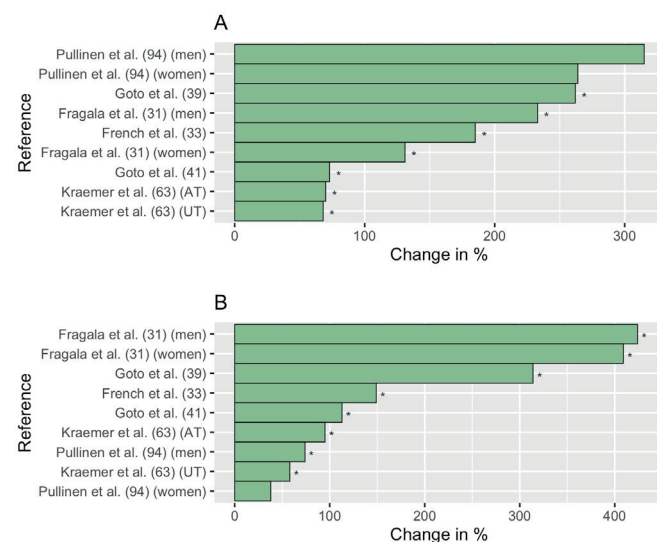 A
Reference
Pullinen et al. (94) (men)
Pullinen et al. (94) (women)
Goto et al. (39)
*
Fragala et al. (31) (men)
*
French et al. (33)
*
Fragala et al. (31) (women)
*
Goto et al. (41)
*
Kraemer et al. (63) (AT)
*
Kraemer et al. (63) (UT)
*
0 100 200 300
Change in %
B
Reference
Fragala et al. (31) (men)
*
Fragala et al. (31) (women)
*
Goto et al. (39)
*
French et al. (33)
*
Goto et al. (41)
*
Kraemer et al. (63) (AT)
*
Pullinen et al. (94) (men)
*
Kraemer et al. (63) (UT)
*
Pullinen et al. (94) (women)
0 100 200 300 400
Change in %